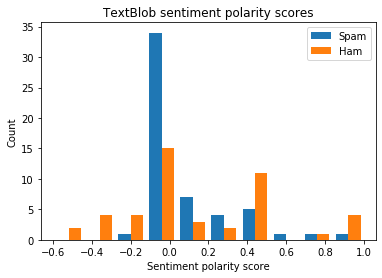 TextBlob sentiment polarity scores
Spam
Ham
Count
35
30
25
20
15
10
5
0
−0.6 −0.4 −0.2 0.0 0.2 0.4 0.6 0.8 1.0
Sentiment polarity score